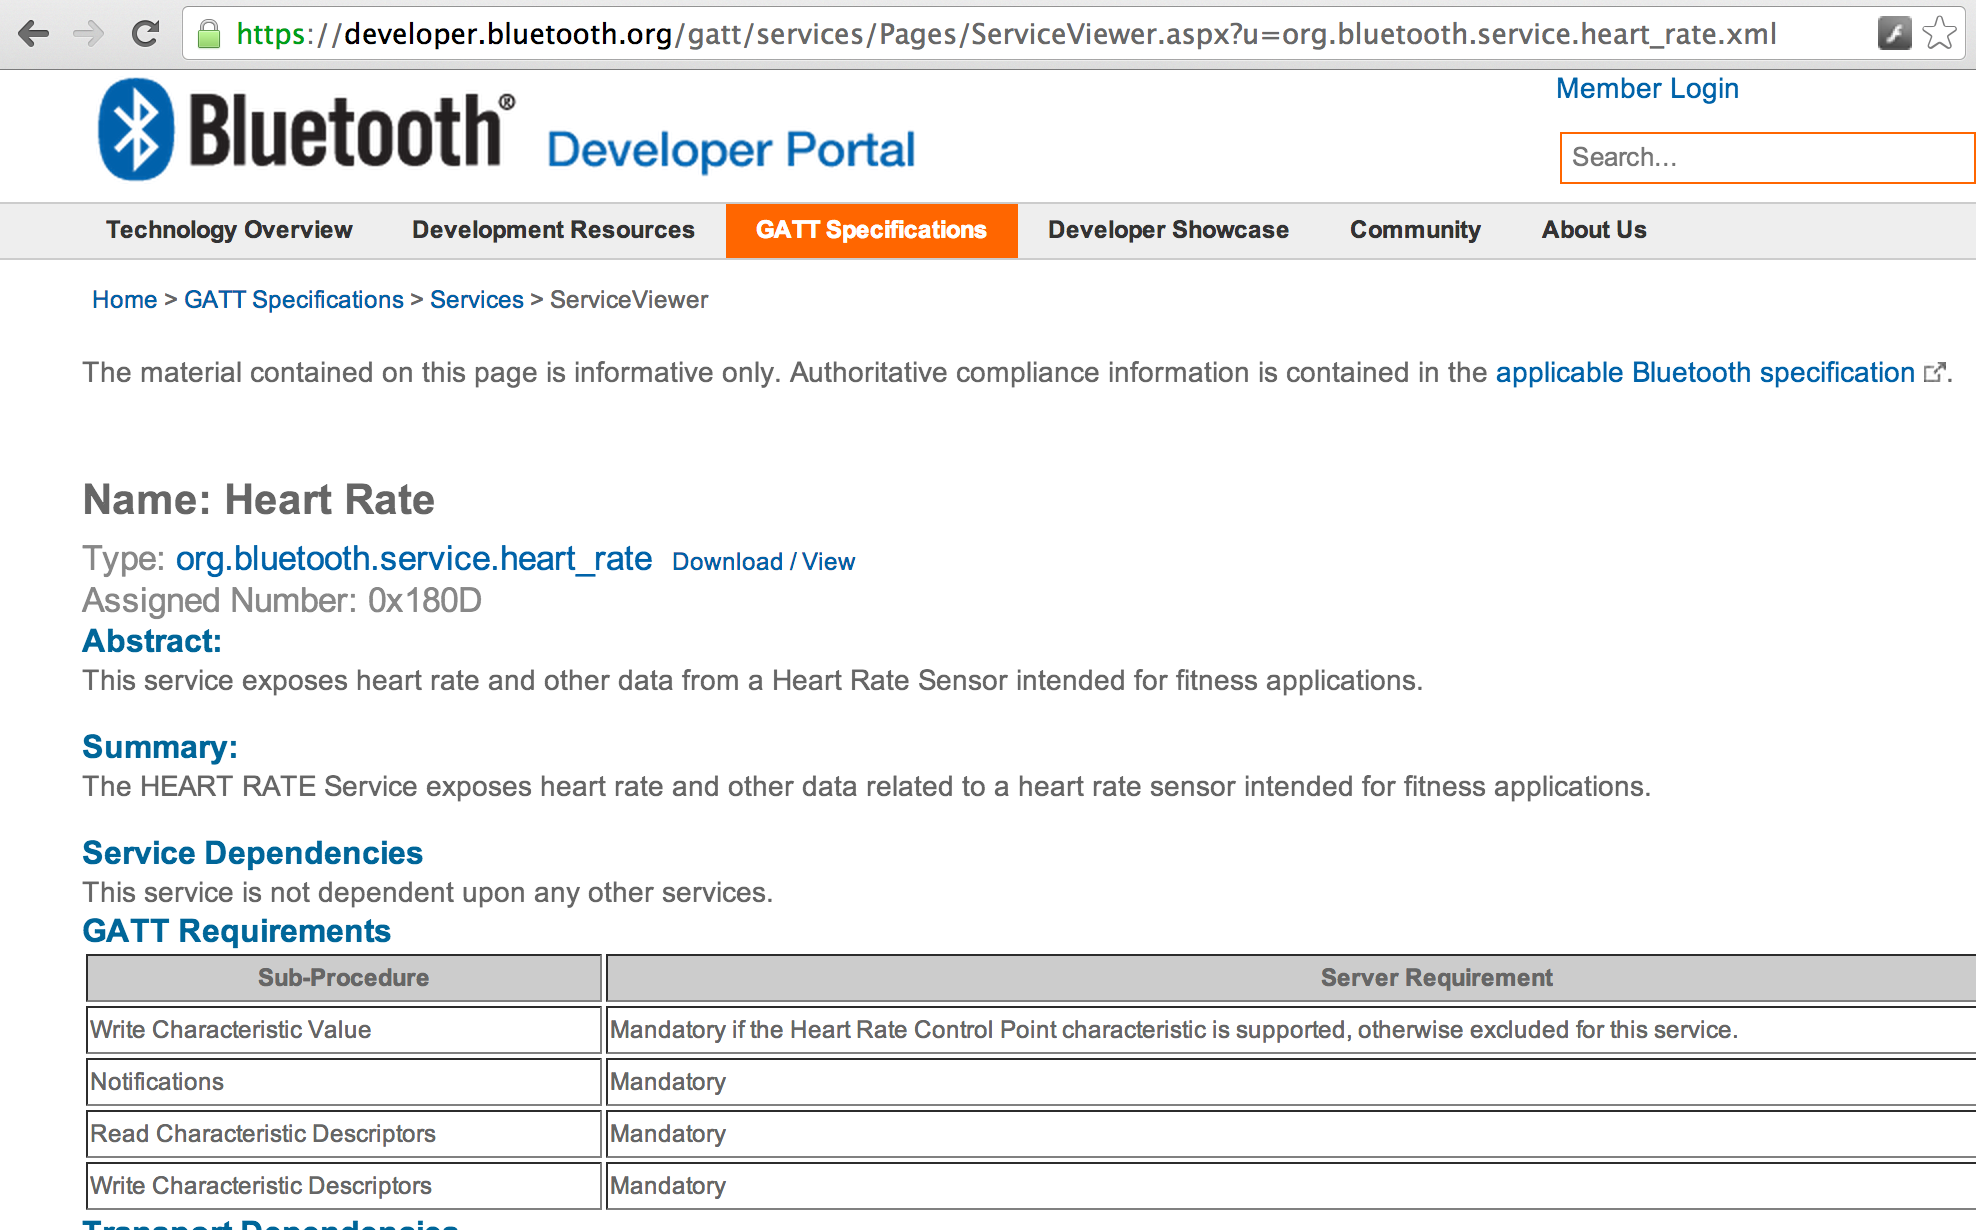 https://developer.bluetooth.org/gatt/services/Pages/ServiceViewer.aspx?u=org.bluetooth.service.heart_rate.xml
Member Login
Bluetooth® Developer Portal
Search...
Technology Overview Development Resources GATT Specifications Developer Showcase Community About Us
Home > GATT Specifications > Services > ServiceViewer
The material contained on this page is informative only. Authoritative compliance information is contained in the applicable Bluetooth specification .
Name: Heart Rate
Type: org.bluetooth.service.heart_rate Download / View
Assigned Number: 0x180D
Abstract:
This service exposes heart rate and other data from a Heart Rate Sensor intended for fitness applications.
Summary:
The HEART RATE Service exposes heart rate and other data related to a heart rate sensor intended for fitness applications.
Service Dependencies
This service is not dependent upon any other services.
GATT Requirements
Sub-Procedure Server Requirement
Write Characteristic Value Mandatory if the Heart Rate Control Point characteristic is supported, otherwise excluded for this service.
Notifications Mandatory
Read Characteristic Descriptors Mandatory
Write Characteristic Descriptors Mandatory
Transport Dependencies